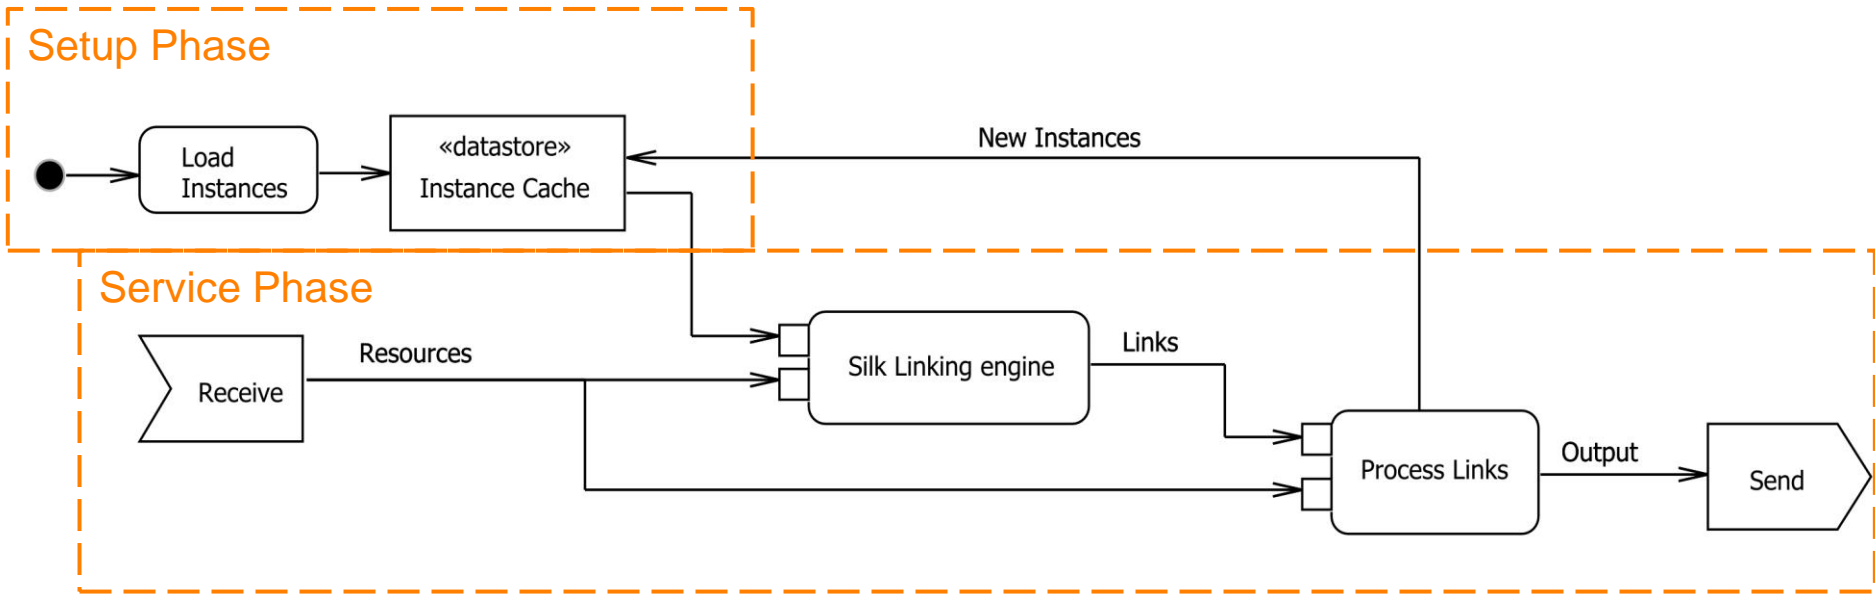 Setup Phase
Load
Instances
«datastore»
Instance Cache
New Instances
Service Phase
Receive
Resources
Silk Linking engine
Links
Process Links
Output
Send